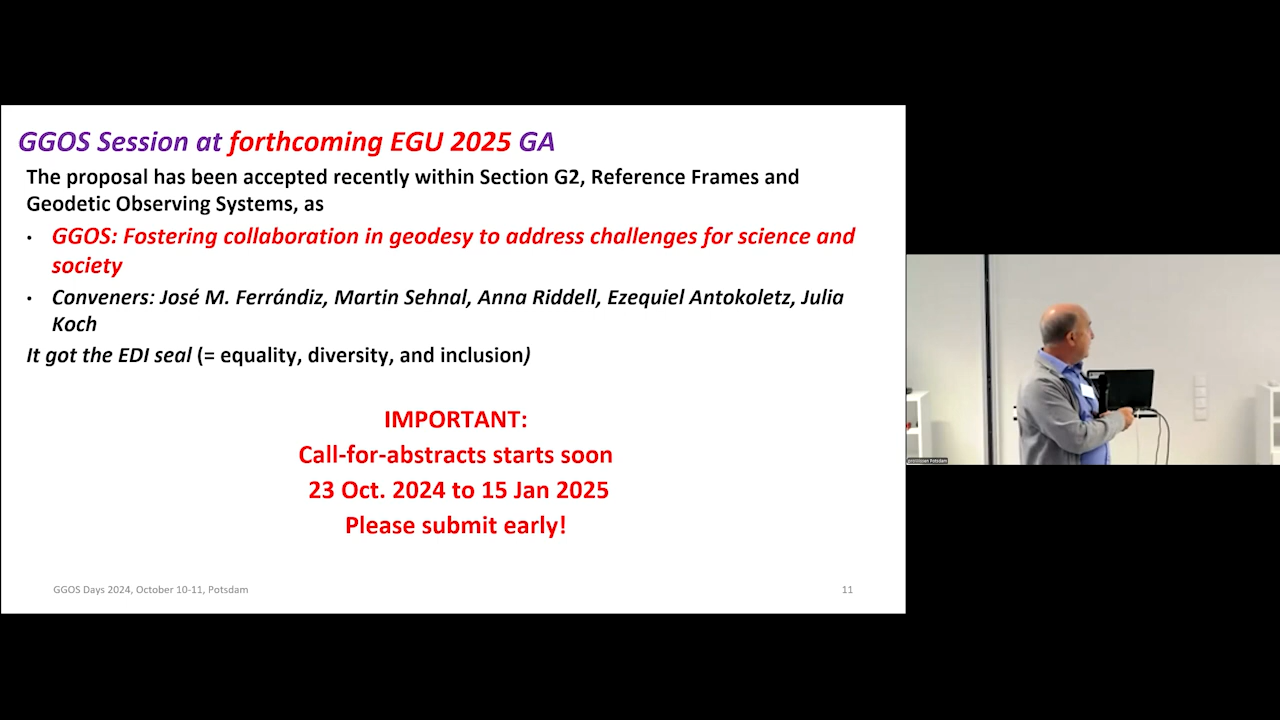 GGOS Session at forthcoming EGU 2025 GA
The proposal has been accepted recently within Section G2, Reference Frames and
Geodetic Observing Systems, as
• GGOS: Fostering collaboration in geodesy to address challenges for science and
society
• Conveners: José M. Ferrándiz, Martin Sehnal, Anna Riddell, Ezequiel Antokoletz, Julia
Koch
It got the EDI seal (= equality, diversity, and inclusion)
IMPORTANT:
Call-for-abstracts starts soon
23 Oct. 2024 to 15 Jan 2025
Please submit early!
GGOS Days 2024, October 10-11, Potsdam
11
Potsdam